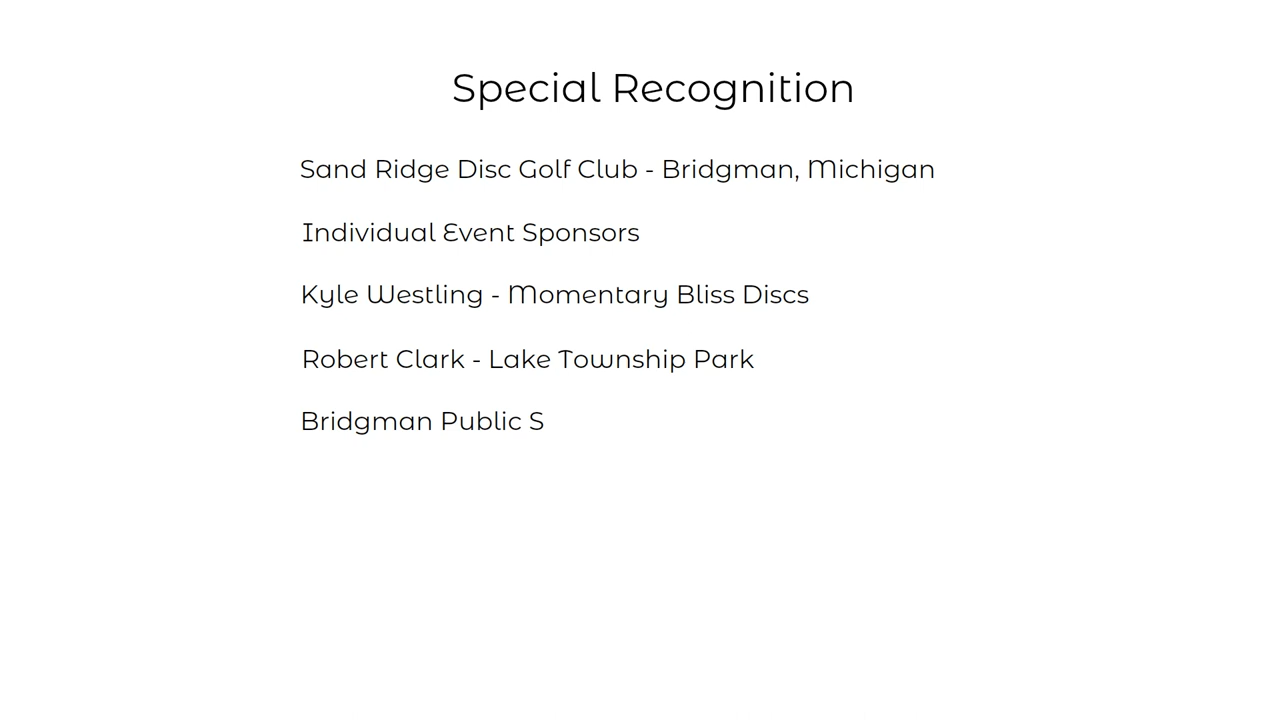 Special Recognition
Sand Ridge Disc Golf Club - Bridgman, Michigan
Individual Event Sponsors
Kyle Westling - Momentary Bliss Discs
Robert Clark - Lake Township Park
Bridgman Public S